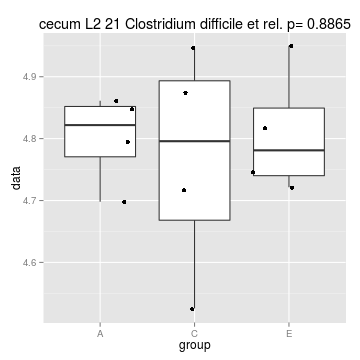 cecum L2 21 Clostridium difficile et rel. p= 0.8865
4.9
4.8
4.7
4.6
data
A C E
group